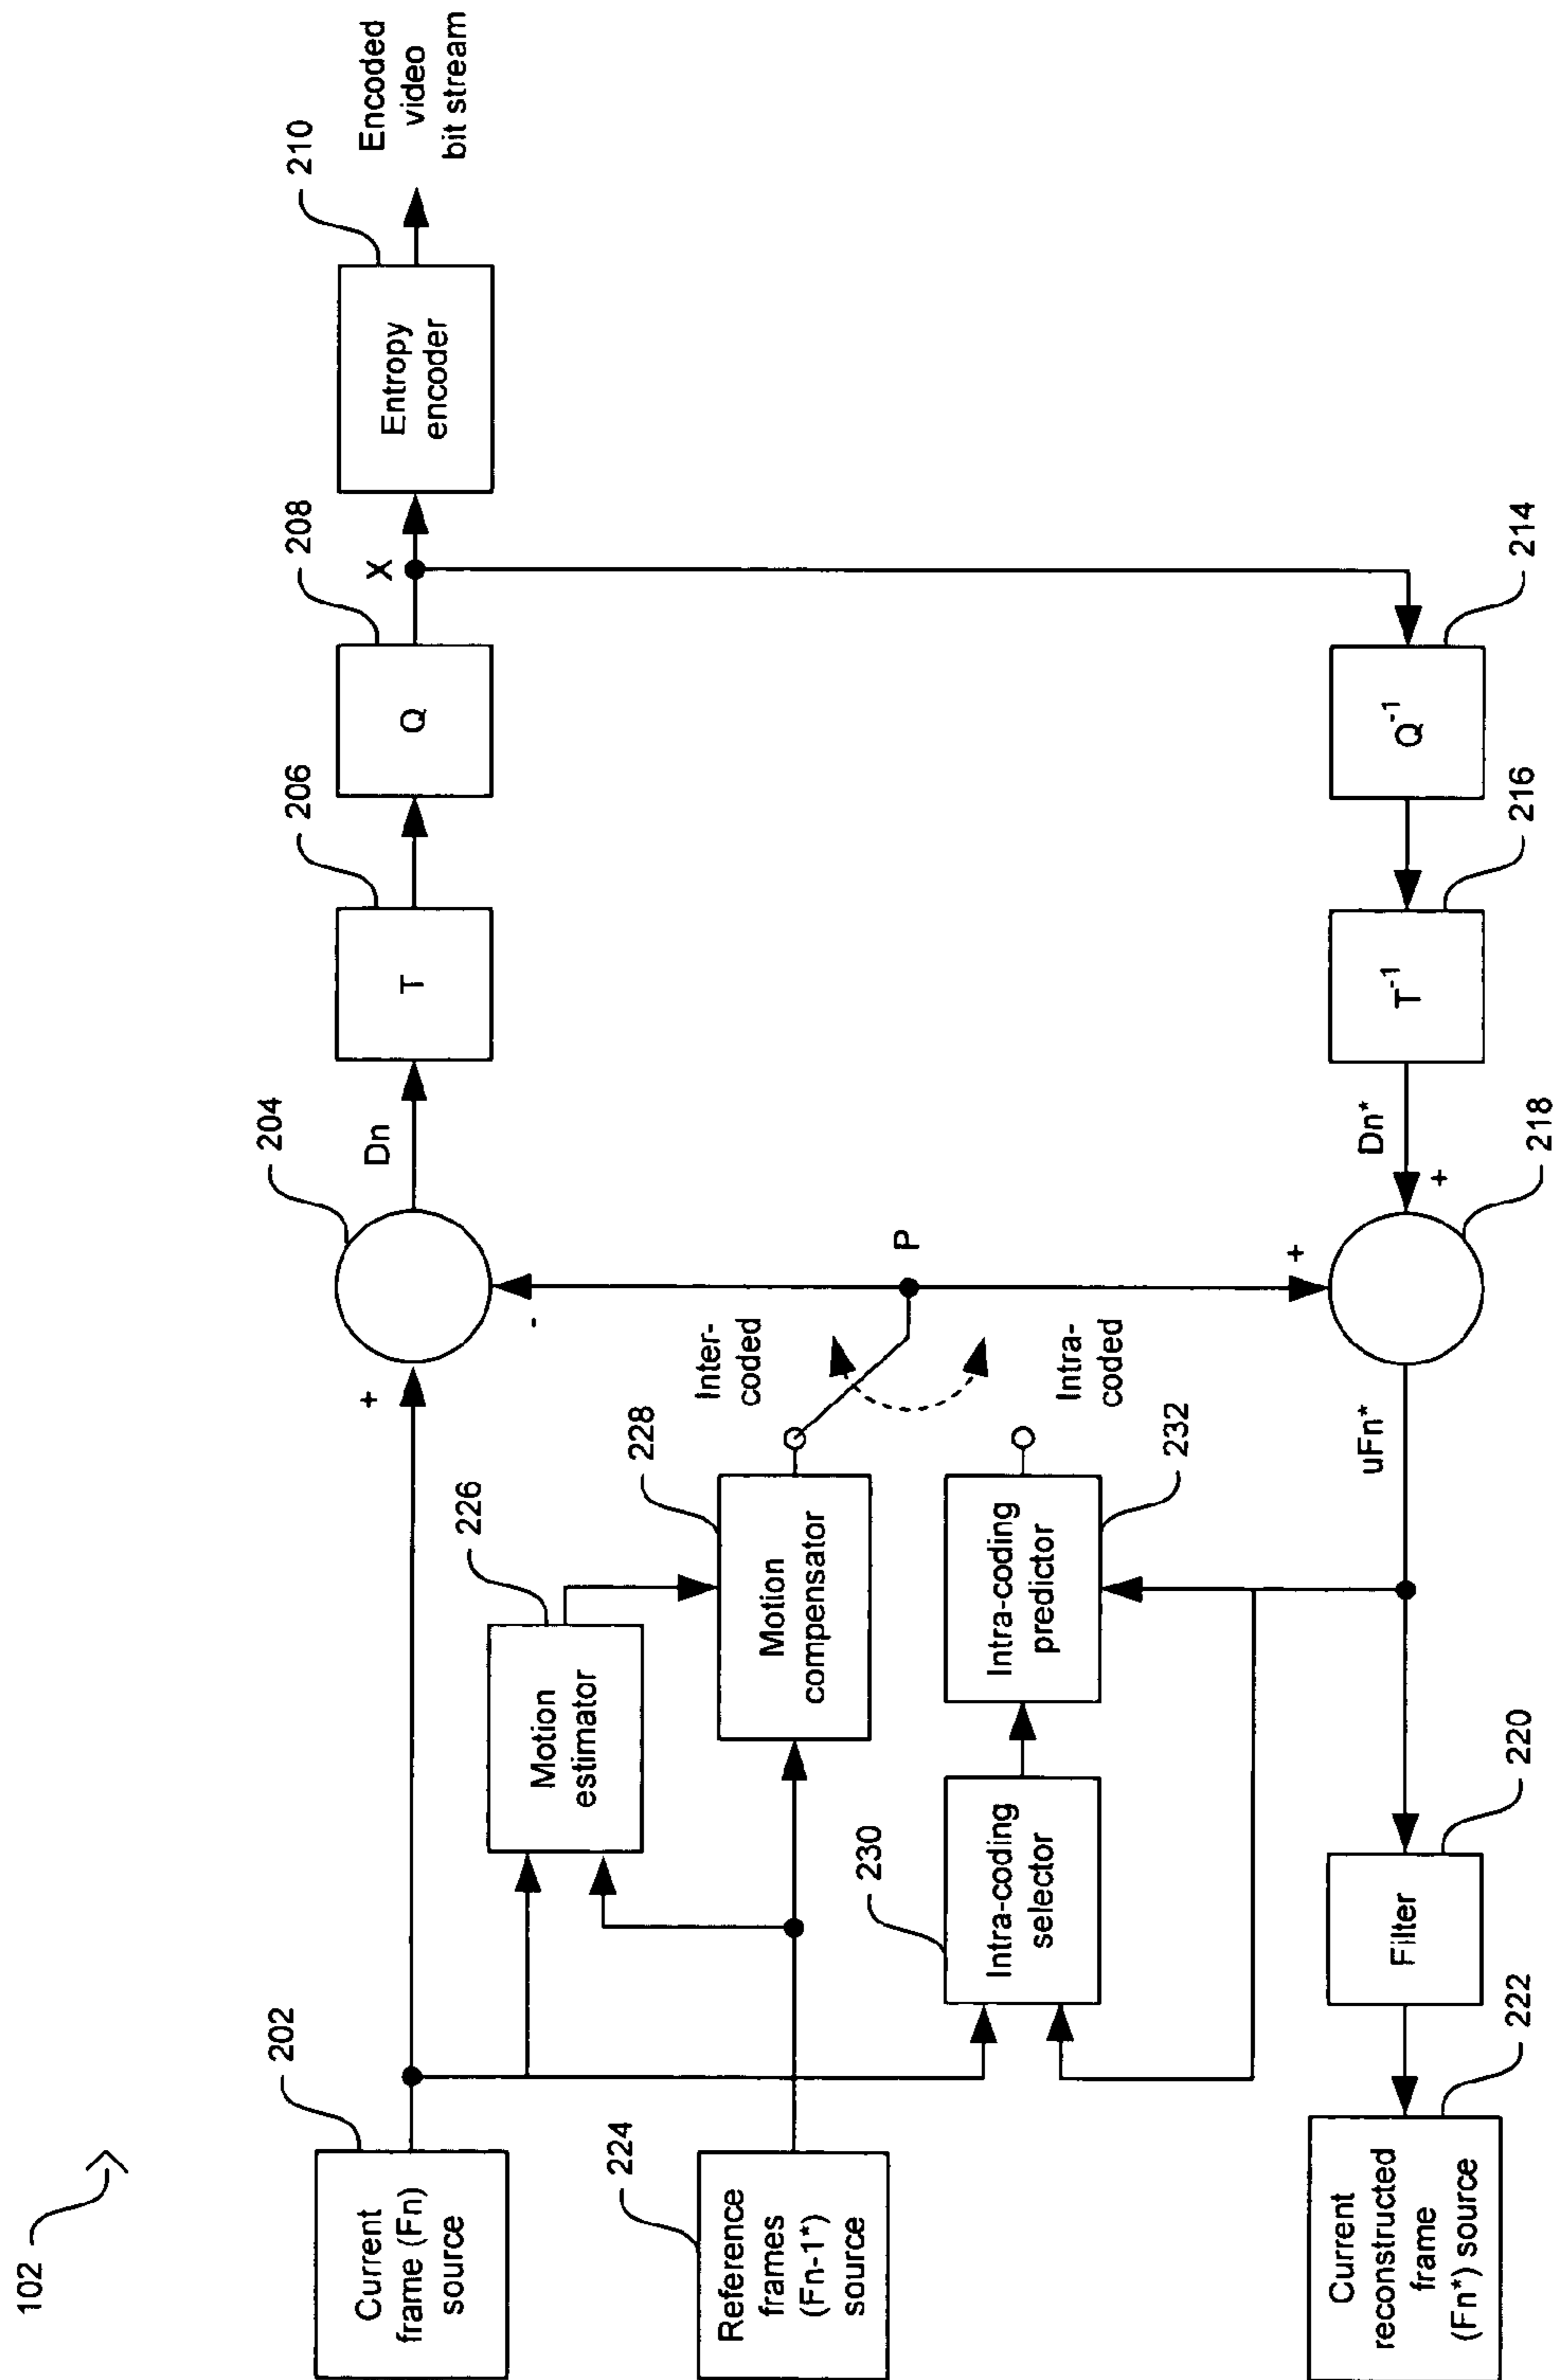 102
202
Current
frame (Fn)
source
+
204
Dn
206
T
208
Q
X
210
Entropy
encoder
Encoded
video
bit stream
-
226
Motion
estimator
224
Reference
frames
(Fn-1*)
source
228
Motion
compensator
Inter-
coded
P
230
Intra-coding
selector
Intra-coding
predictor
232
Intra-
coded
+
222
Current
reconstructed
frame
(Fn*) source
220
Filter
uFn*
218
+
Dn*
216
T-1
214
Q-1